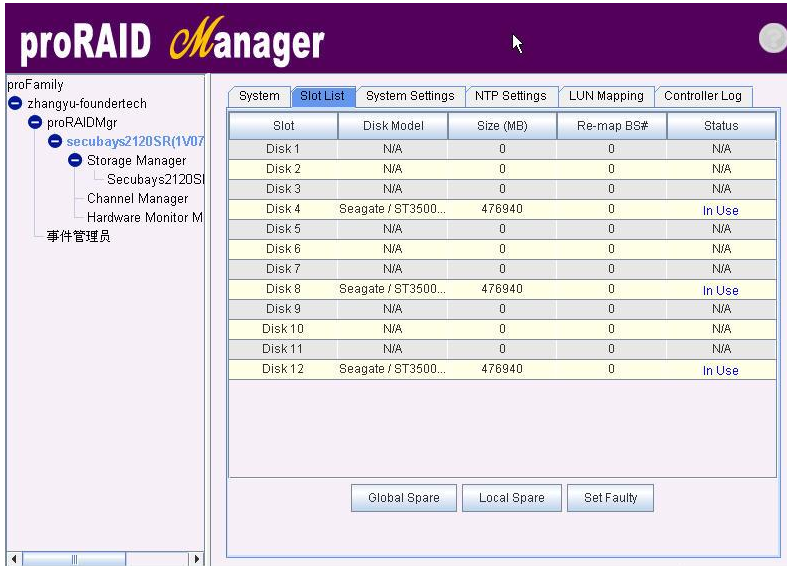 proRAID Manager
proFamily
zhangyu-foundertech
proRAIDMgr
secubays2120SR(1V07
Storage Manager
Secubays2120S
Channel Manager
Hardware Monitor M
事件管理员
System Slot List System Settings NTP Settings LUN Mapping Controller Log
Slot Disk Model Size (MB) Re-map BS# Status
Disk 1 N/A 0 0 N/A
Disk 2 N/A 0 0 N/A
Disk 3 N/A 0 0 N/A
Disk 4 Seagate / ST3500... 476940 0 In Use
Disk 5 N/A 0 0 N/A
Disk 6 N/A 0 0 N/A
Disk 7 N/A 0 0 N/A
Disk 8 Seagate / ST3500... 476940 0 In Use
Disk 9 N/A 0 0 N/A
Disk 10 N/A 0 0 N/A
Disk 11 N/A 0 0 N/A
Disk 12 Seagate / ST3500... 476940 0 In Use
Global Spare Local Spare Set Faulty